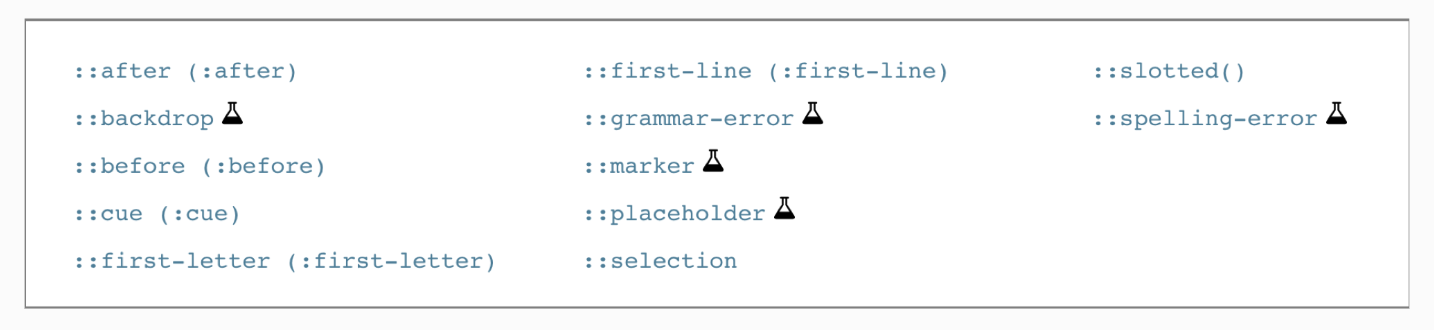 ::after (:after)
::backdrop
::before (:before)
::cue (:cue)
::first-letter (:first-letter)
::first-line (:first-line)
::grammar-error
::marker
::placeholder
::selection
::slotted()
::spelling-error